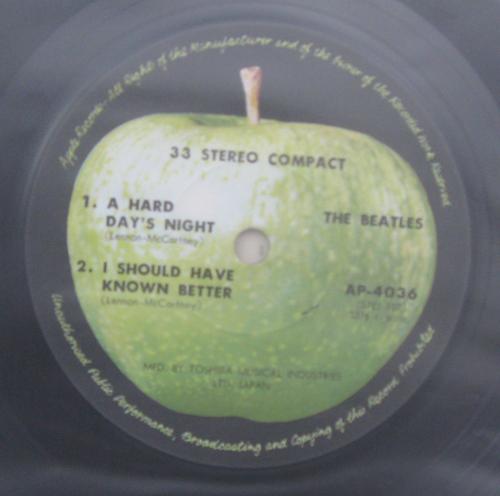 Apple Records. All Rights of the Manufacturer and of the Owner of the Recorded Work Reserved
33 STEREO COMPACT
1. A HARD
DAY'S NIGHT
(Lennon-McCartney)
THE BEATLES
2. I SHOULD HAVE
KNOWN BETTER
(Lennon-McCartney)
AP-4036
MFD. BY TOSHIBA MUSICAL INDUSTRIES
LTD. JAPAN
Unauthorized Public Performance, Broadcasting and Copying of this Record Prohibited